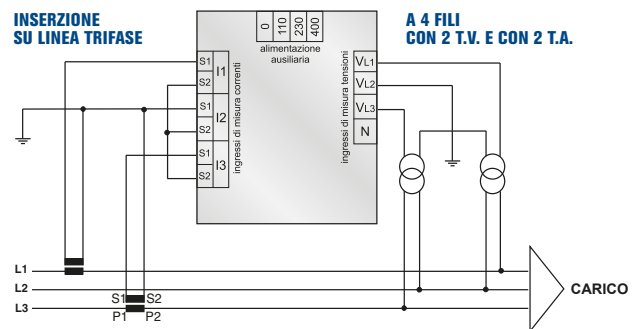 INSERZIONE
SU LINEA TRIFASE
A 4 FILI
CON 2 T.V. E CON 2 T.A.
0
110
230
400
alimentazione
ausiliaria
S1
S2
I1
S1
S2
I2
S1
S2
I3
ingressi di misura correnti
ingressi di misura tensioni
VL1
VL2
VL3
N
L1
L2
L3
S1 S2
P1 P2
CARICO